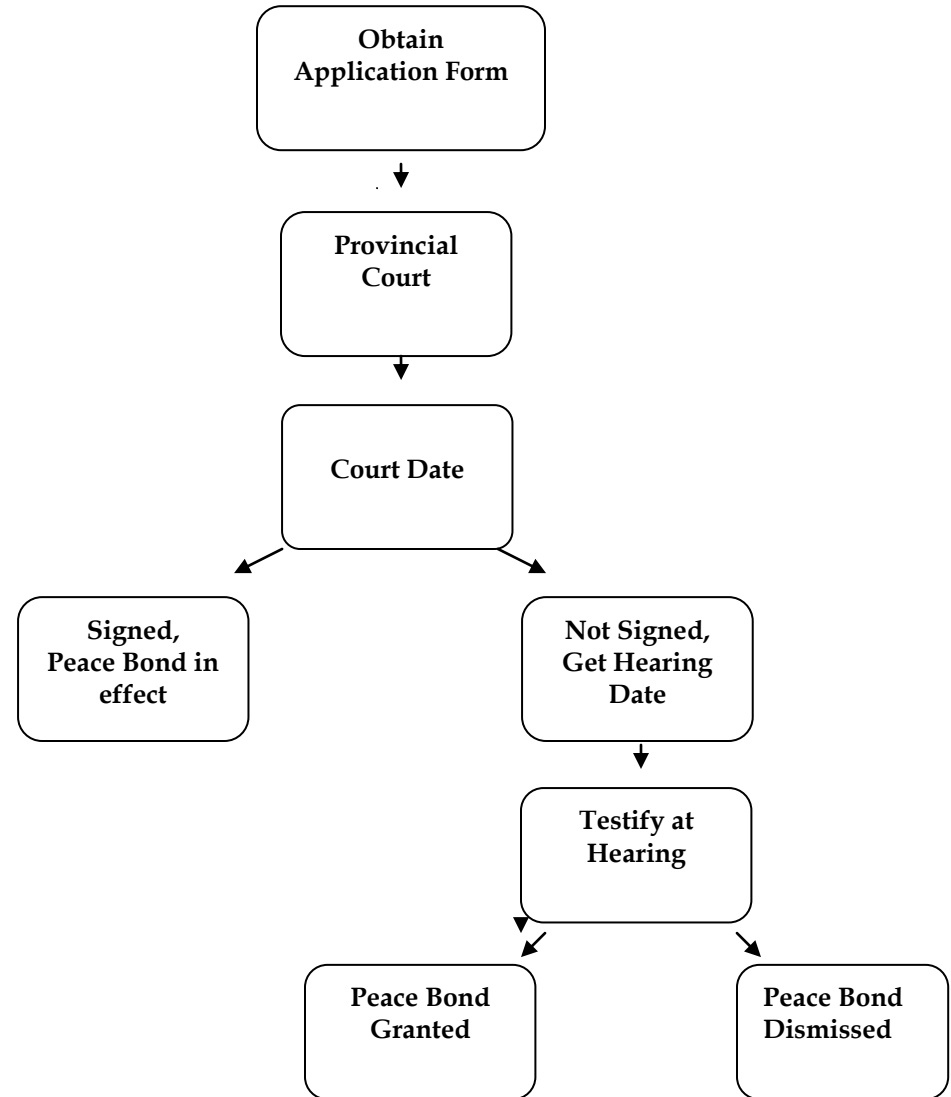 Obtain
Application Form
Provincial
Court
Court Date
Signed,
Peace Bond in
effect
Not Signed,
Get Hearing
Date
Testify at
Hearing
Peace Bond
Granted
Peace Bond
Dismissed